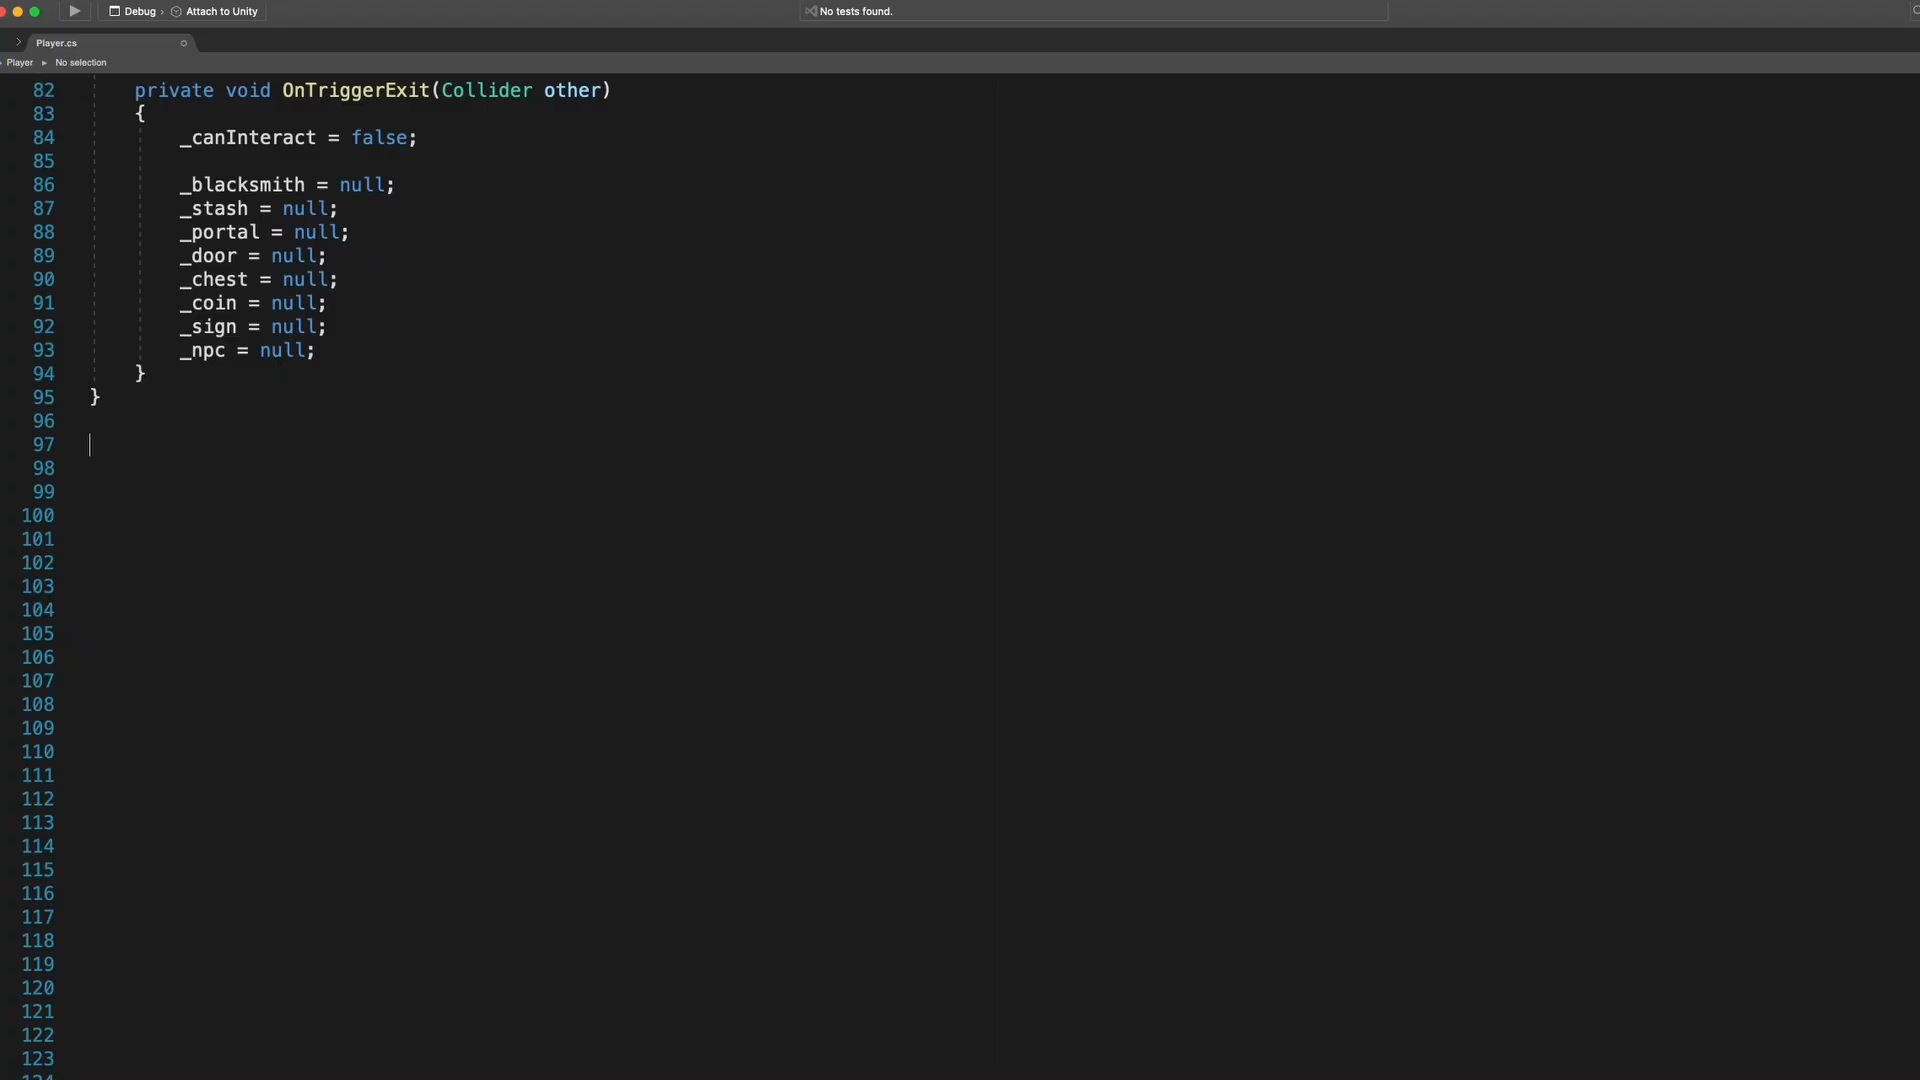 Debug › Attach to Unity
No tests found.
Player.cs
Player ▸ No selection
82 private void OnTriggerExit(Collider other)
83 {
84 _canInteract = false;
85
86 _blacksmith = null;
87 _stash = null;
88 _portal = null;
89 _door = null;
90 _chest = null;
91 _coin = null;
92 _sign = null;
93 _npc = null;
94 }
95 }
96
97
98
99
100
101
102
103
104
105
106
107
108
109
110
111
112
113
114
115
116
117
118
119
120
121
122
123
124